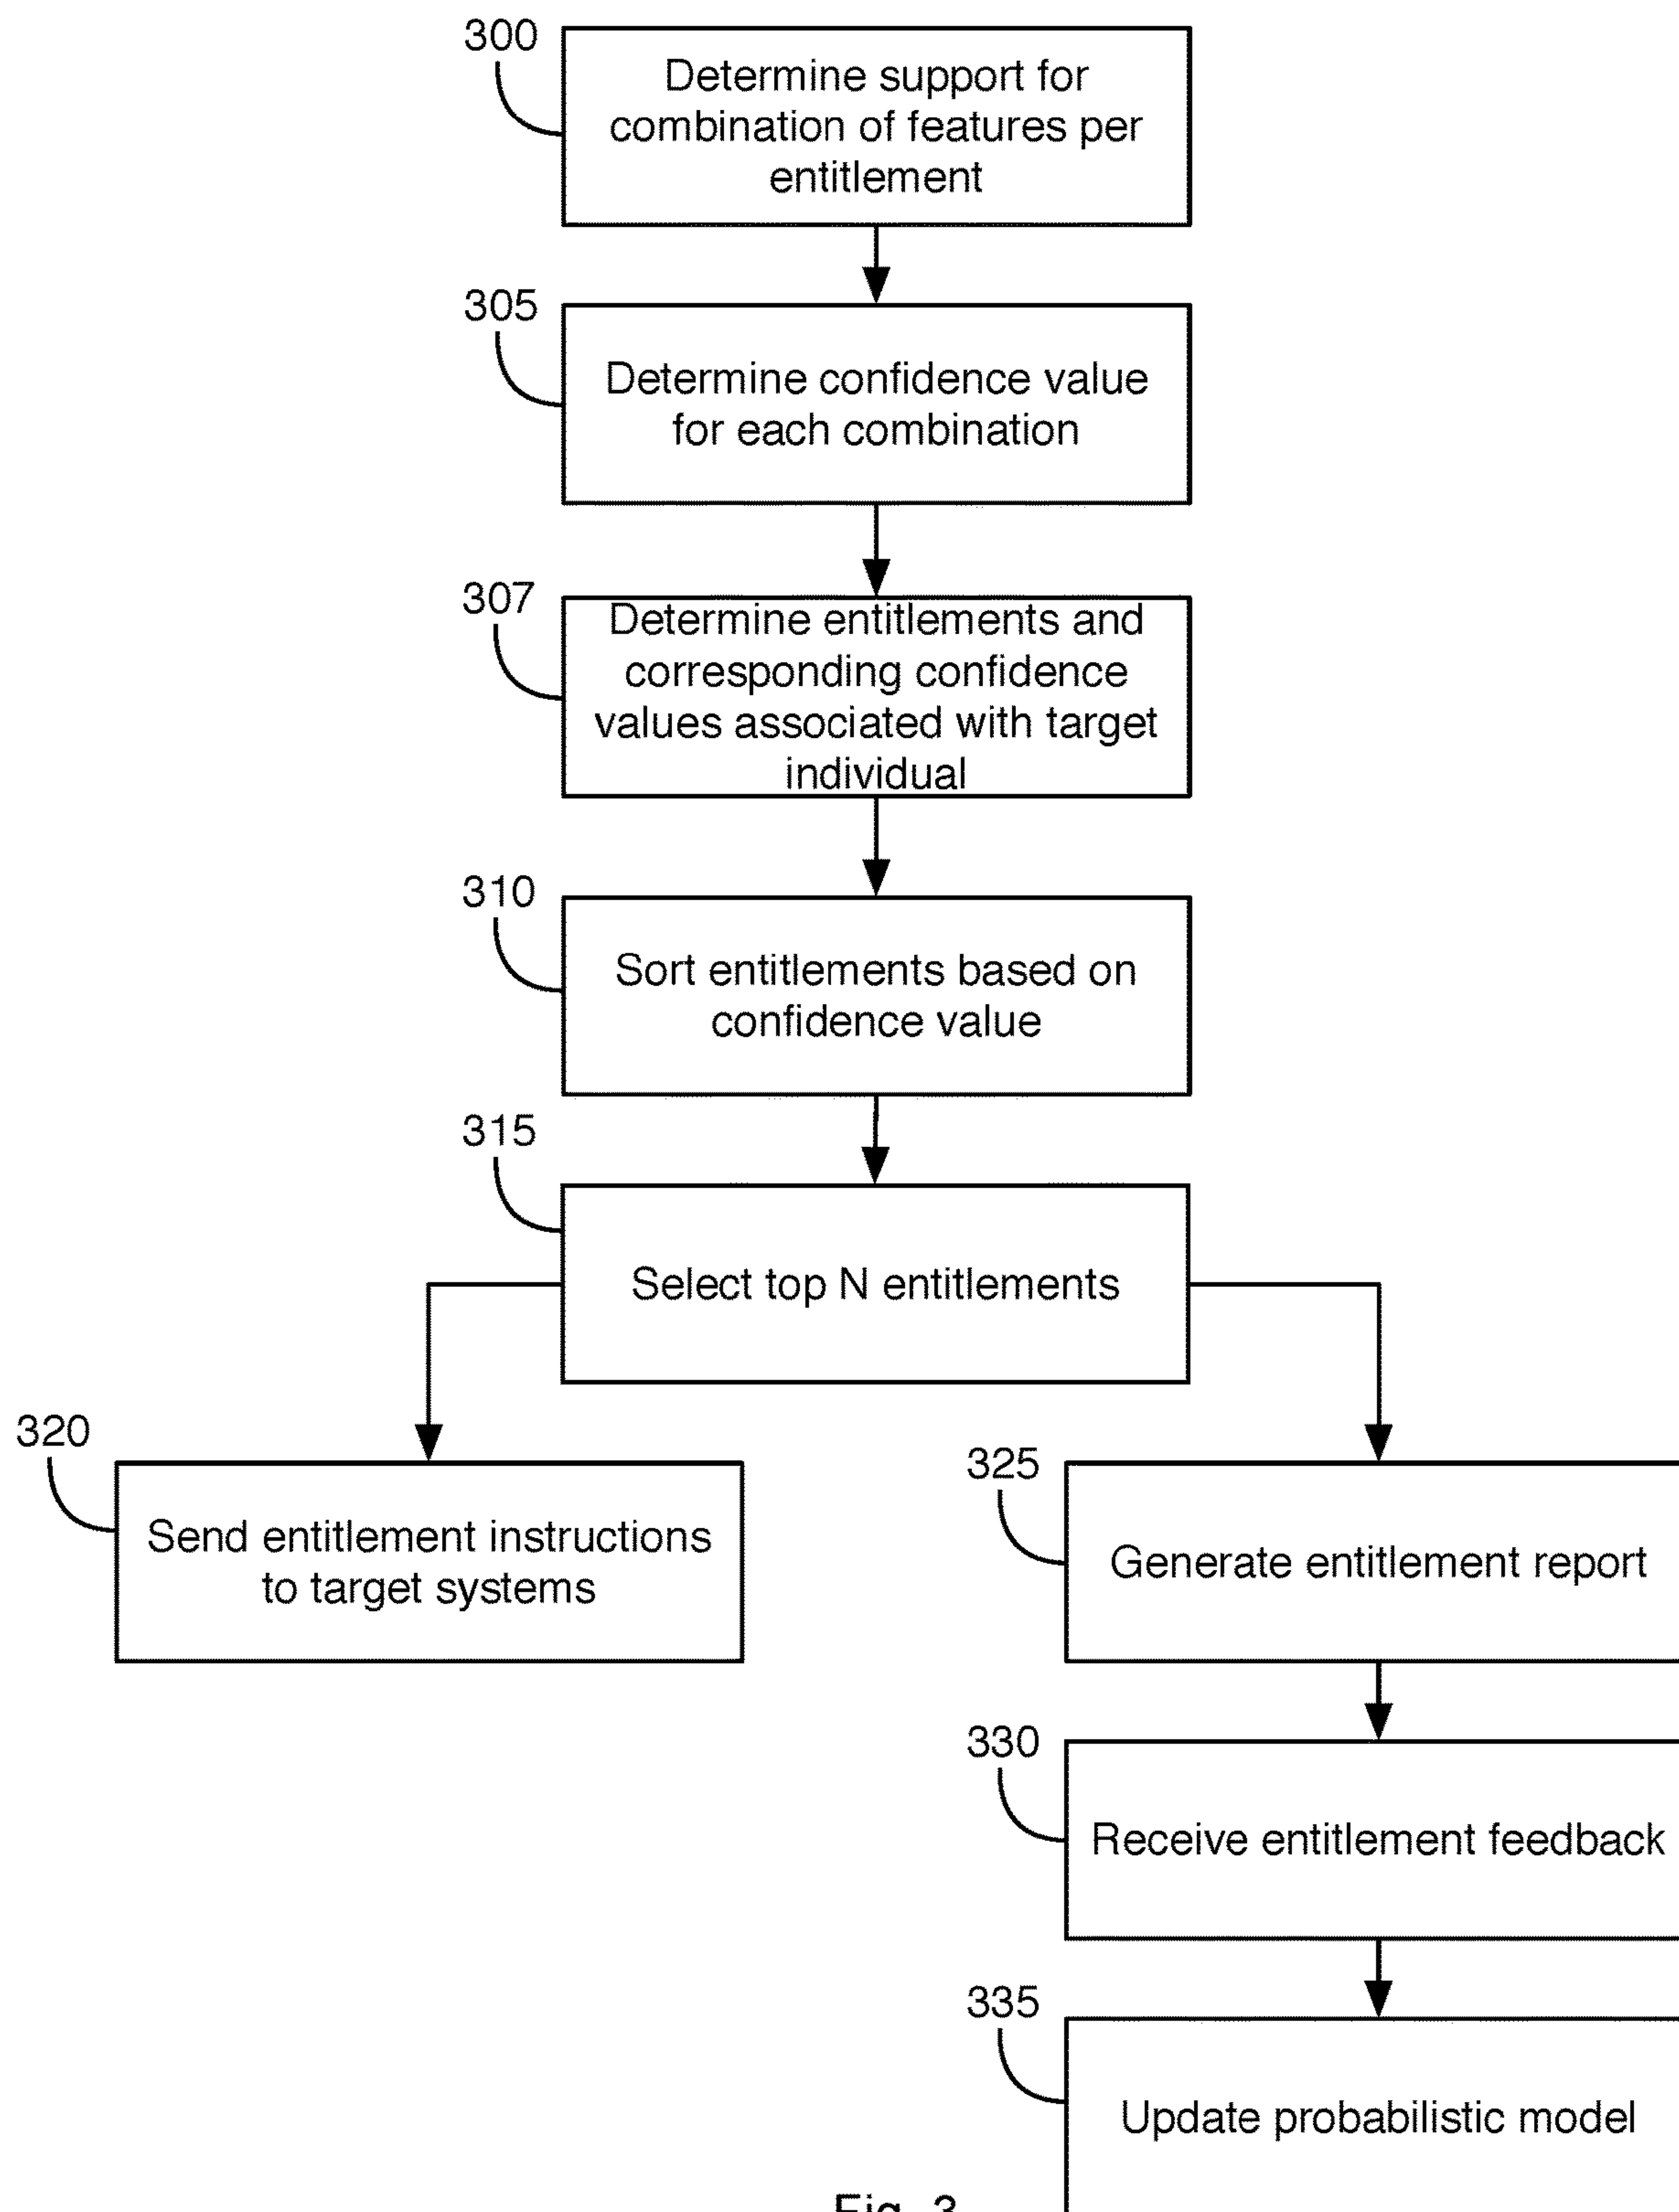 300
Determine support for
combination of features per
entitlement
305
Determine confidence value
for each combination
307
Determine entitlements and
corresponding confidence
values associated with target
individual
310
Sort entitlements based on
confidence value
315
Select top N entitlements
320
Send entitlement instructions
to target systems
325
Generate entitlement report
330
Receive entitlement feedback
335
Update probabilistic model
Fig. 3